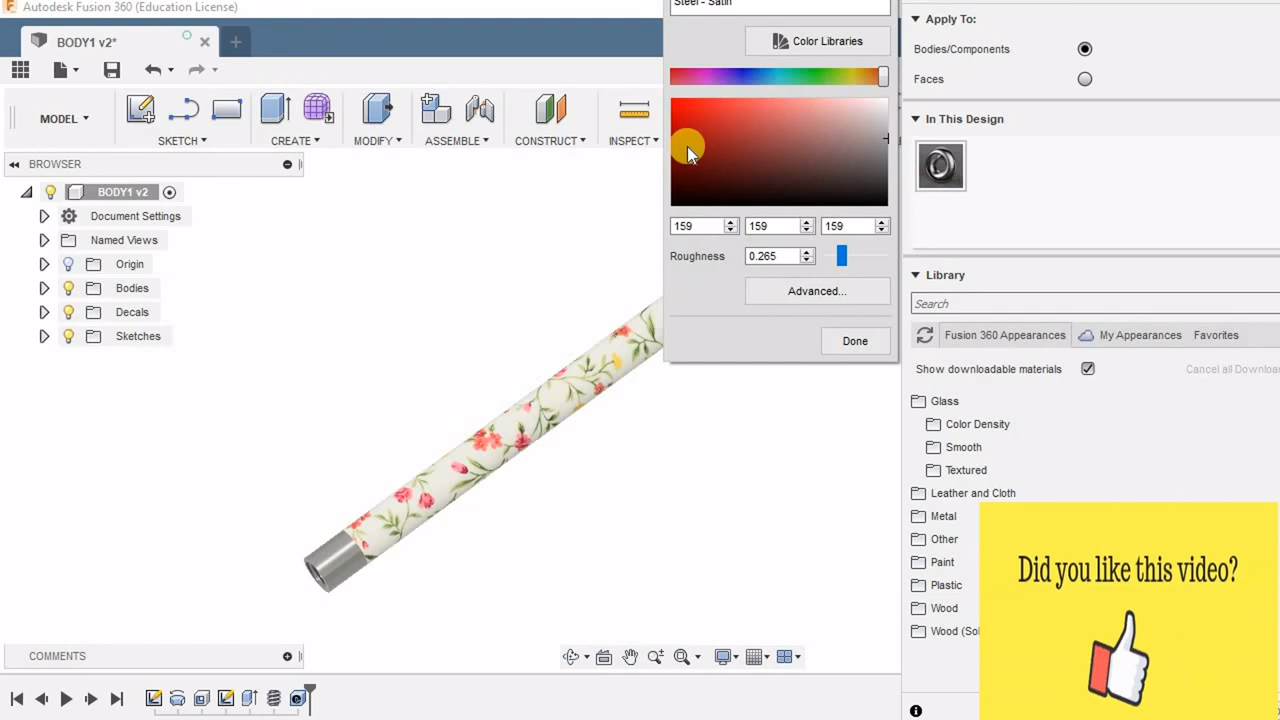 Autodesk Fusion 360 (Education License)
Steel - Satin
BODY1 v2*
Color Libraries
Apply To:
Bodies/Components
Faces
MODEL
SKETCH
CREATE
MODIFY
ASSEMBLE
CONSTRUCT
INSPECT
In This Design
BROWSER
BODY1 v2
Document Settings
Named Views
Origin
Bodies
Decals
Sketches
159
159
159
Roughness
0.265
Advanced...
Done
Library
Search
Fusion 360 Appearances
My Appearances
Favorites
Show downloadable materials
Cancel all Downloa
Glass
Color Density
Smooth
Textured
Leather and Cloth
Metal
Other
Paint
Plastic
Wood
Wood (So
Did you like this video?
COMMENTS